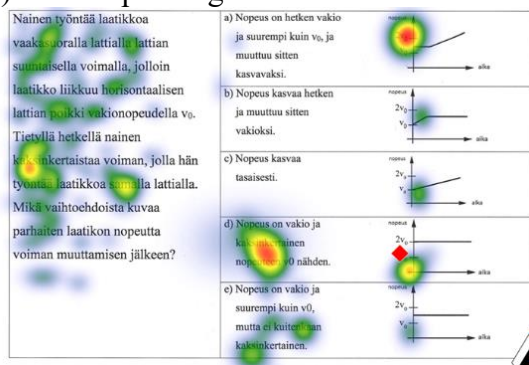 Nainen työntää laatikkoa
vaakasuoralla lattialla lattian
suuntaisella voimalla, jolloin
laatikko liikkuu horisontaalisen
lattian poikki vakionopeudella v₀.
Tietyllä hetkellä nainen
kaksinkertaistaa voiman, jolla hän
työntää laatikkoa samalla lattialla.
Mikä vaihtoehdoista kuvaa
parhaiten laatikon nopeutta
voiman muuttamisen jälkeen?
a) Nopeus on hetken vakio
ja suurempi kuin v₀, ja
muuttuu sitten
kasvavaksi.
nopeus
aika
b) Nopeus kasvaa hetken
ja muuttuu sitten
vakioksi.
nopeus
2v₀
v₀
aika
c) Nopeus kasvaa
tasaisesti.
nopeus
2v₀
v₀
aika
d) Nopeus on vakio ja
kaksinkertainen
nopeuteen v0 nähden.
nopeus
2v₀
aika
e) Nopeus on vakio ja
suurempi kuin v0,
mutta ei kuitenkaan
kaksinkertainen.
nopeus
2v₀
v₀
aika